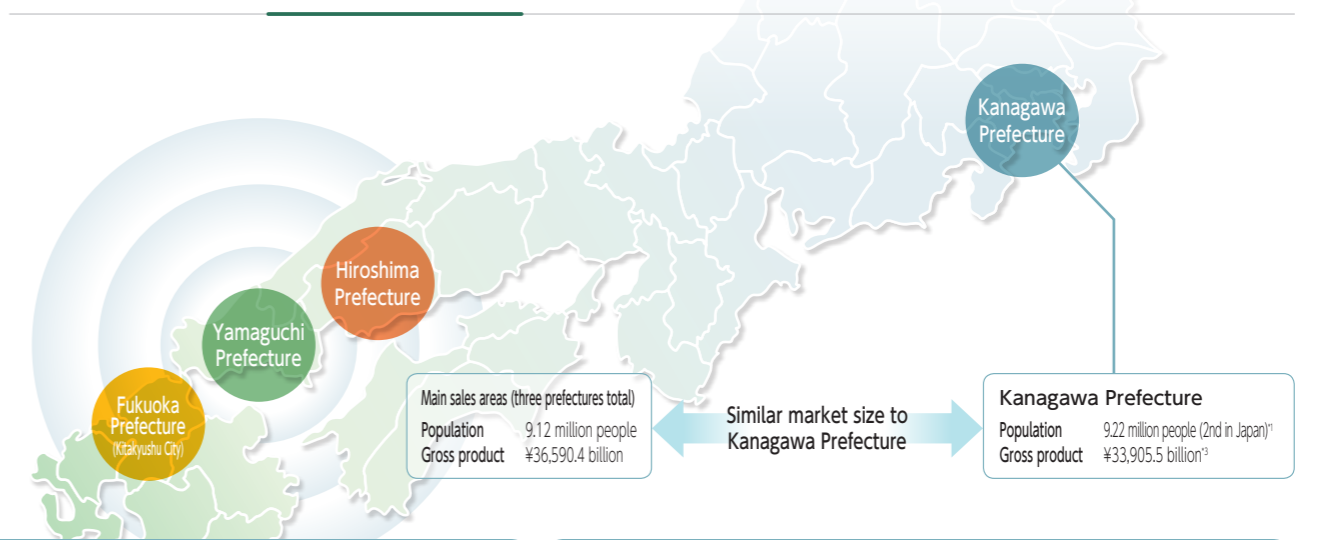 Kanagawa
Prefecture
Hiroshima
Prefecture
Yamaguchi
Prefecture
Fukuoka
Prefecture
(Kitakyushu City)
Main sales areas (three prefectures total)
Population 9.12 million people
Gross product ¥36,590.4 billion
Similar market size to
Kanagawa Prefecture
Kanagawa Prefecture
Population 9.22 million people (2nd in Japan)*1
Gross product ¥33,905.5 billion*3